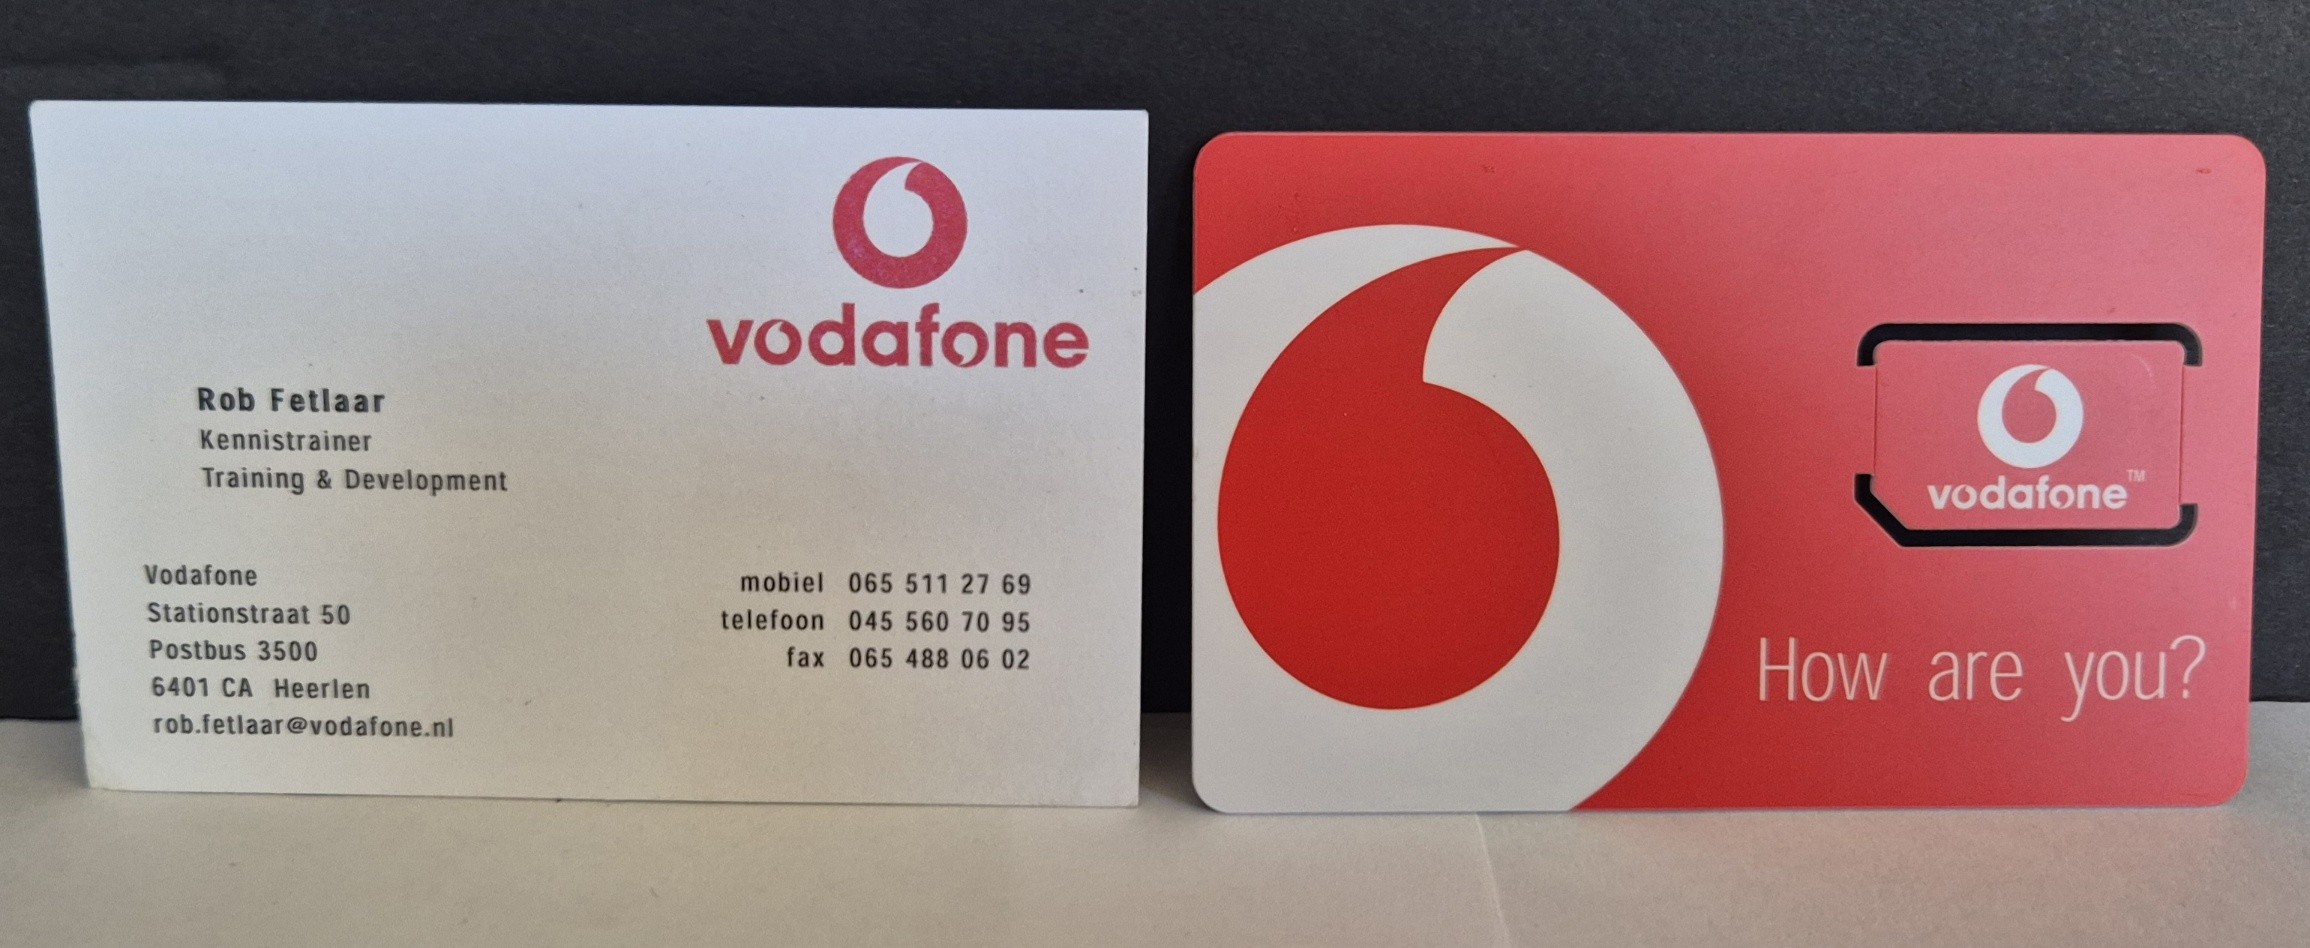 vodafone
Rob Fetlaar
Kennistrainer
Training & Development
Vodafone
Stationstraat 50
Postbus 3500
6401 CA Heerlen
rob.fetlaar@vodafone.nl
mobiel 065 511 27 69
telefoon 045 560 70 95
fax 065 488 06 02
vodafone™
How are you?